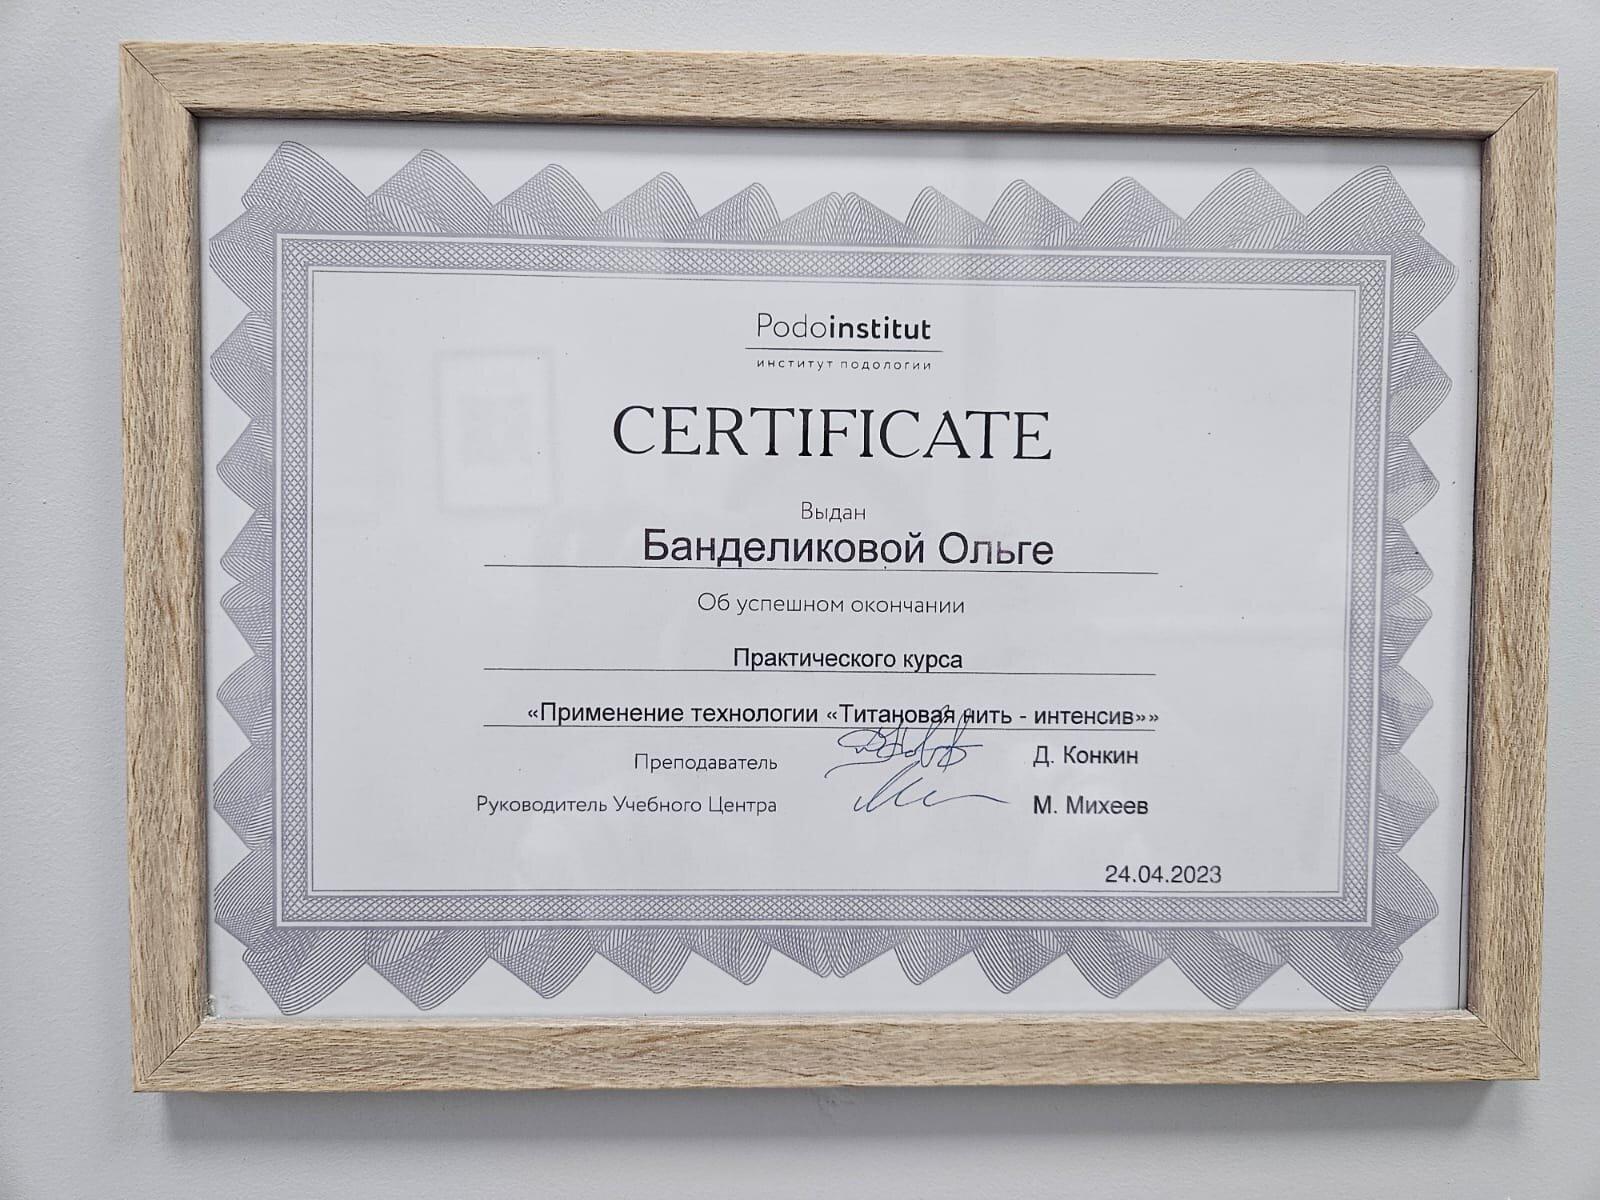 Podoinstitut
институт подологии
CERTIFICATE
Выдан
Банделиковой Ольге
Об успешном окончании
Практического курса
«Применение технологии «Титановая нить - интенсив»»
Преподаватель Д. Конкин
Руководитель Учебного Центра М. Михеев
24.04.2023